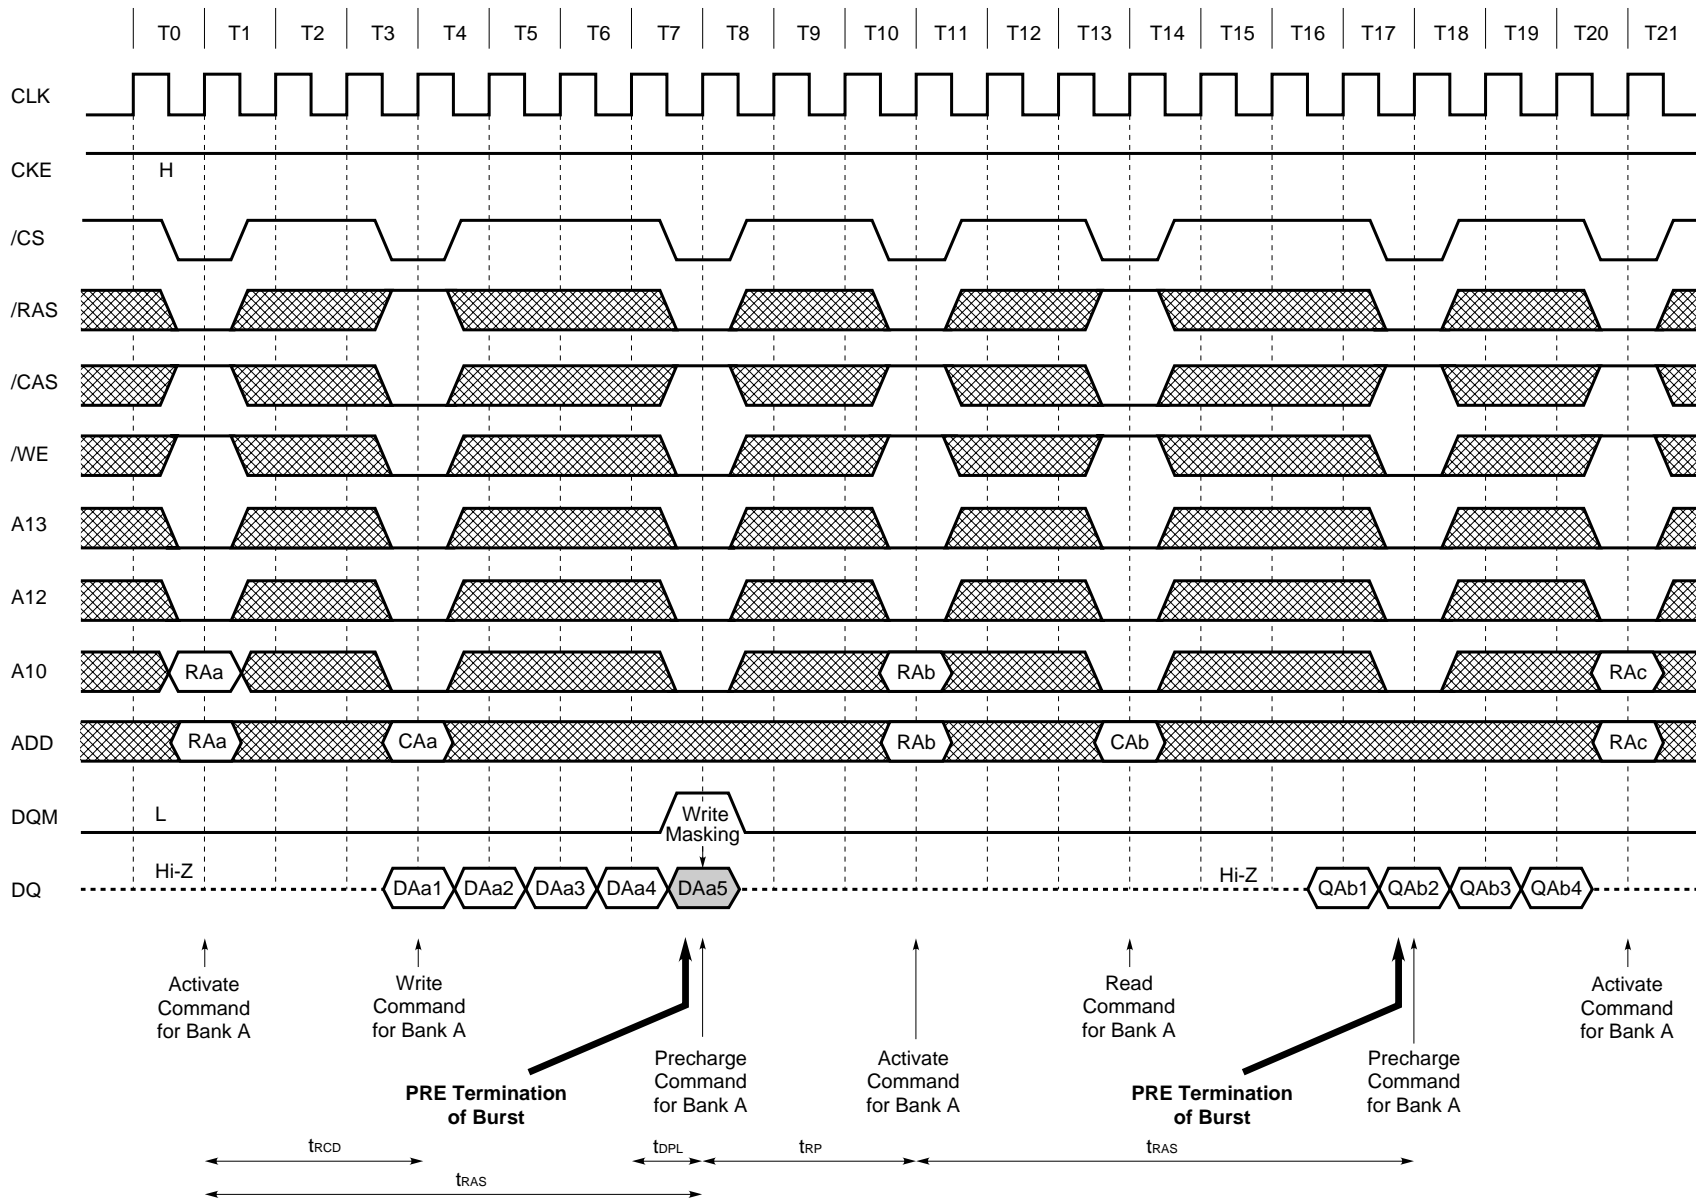 T0 T1 T2 T3 T4 T5 T6 T7 T8 T9 T10 T11 T12 T13 T14 T15 T16 T17 T18 T19 T20 T21
CLK
CKE H
/CS
/RAS
/CAS
/WE
A13
A12
A10 RAa RAb RAc
ADD RAa CAa RAb CAb RAc
DQM L Write
Masking
Hi-Z Hi-Z
DQ DAa1 DAa2 DAa3 DAa4 DAa5 QAb1 QAb2 QAb3 QAb4
Activate
Command
for Bank A
Write
Command
for Bank A
PRE Termination
of Burst
Precharge
Command
for Bank A
Activate
Command
for Bank A
Read
Command
for Bank A
PRE Termination
of Burst
Precharge
Command
for Bank A
Activate
Command
for Bank A
tRCD tDPL tRP tRAS
tRAS